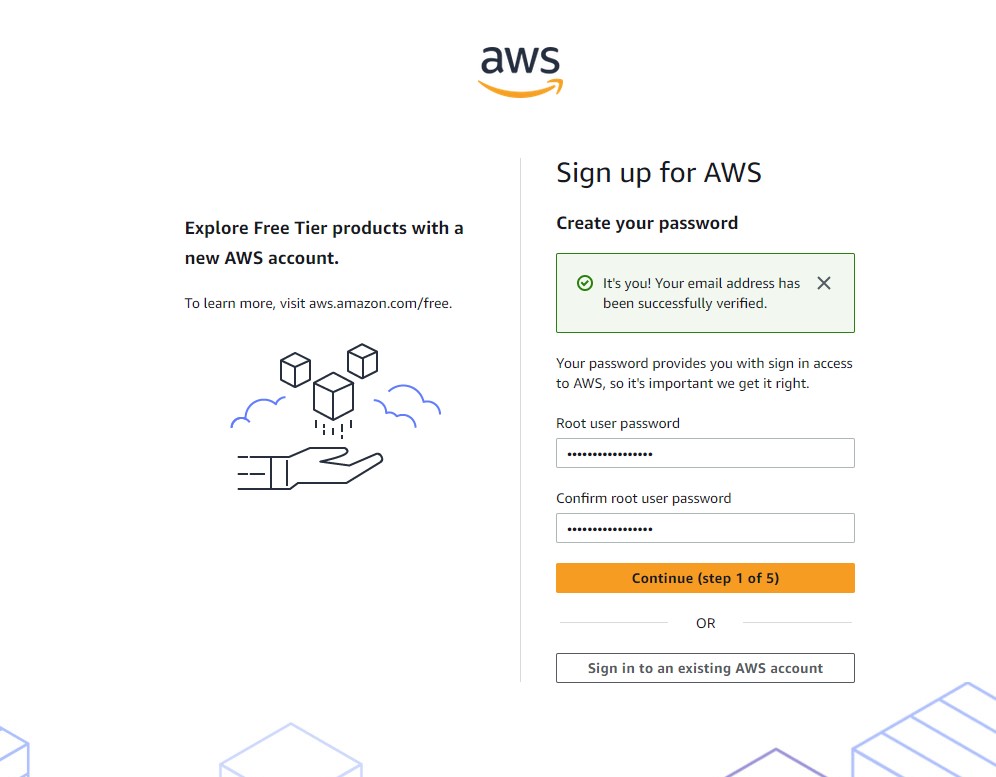 aws
Explore Free Tier products with a
new AWS account.
To learn more, visit aws.amazon.com/free.
Sign up for AWS
Create your password
It's you! Your email address has
been successfully verified.
Your password provides you with sign in access
to AWS, so it's important we get it right.
Root user password
•••••••••••••••••
Confirm root user password
•••••••••••••••••
Continue (step 1 of 5)
OR
Sign in to an existing AWS account